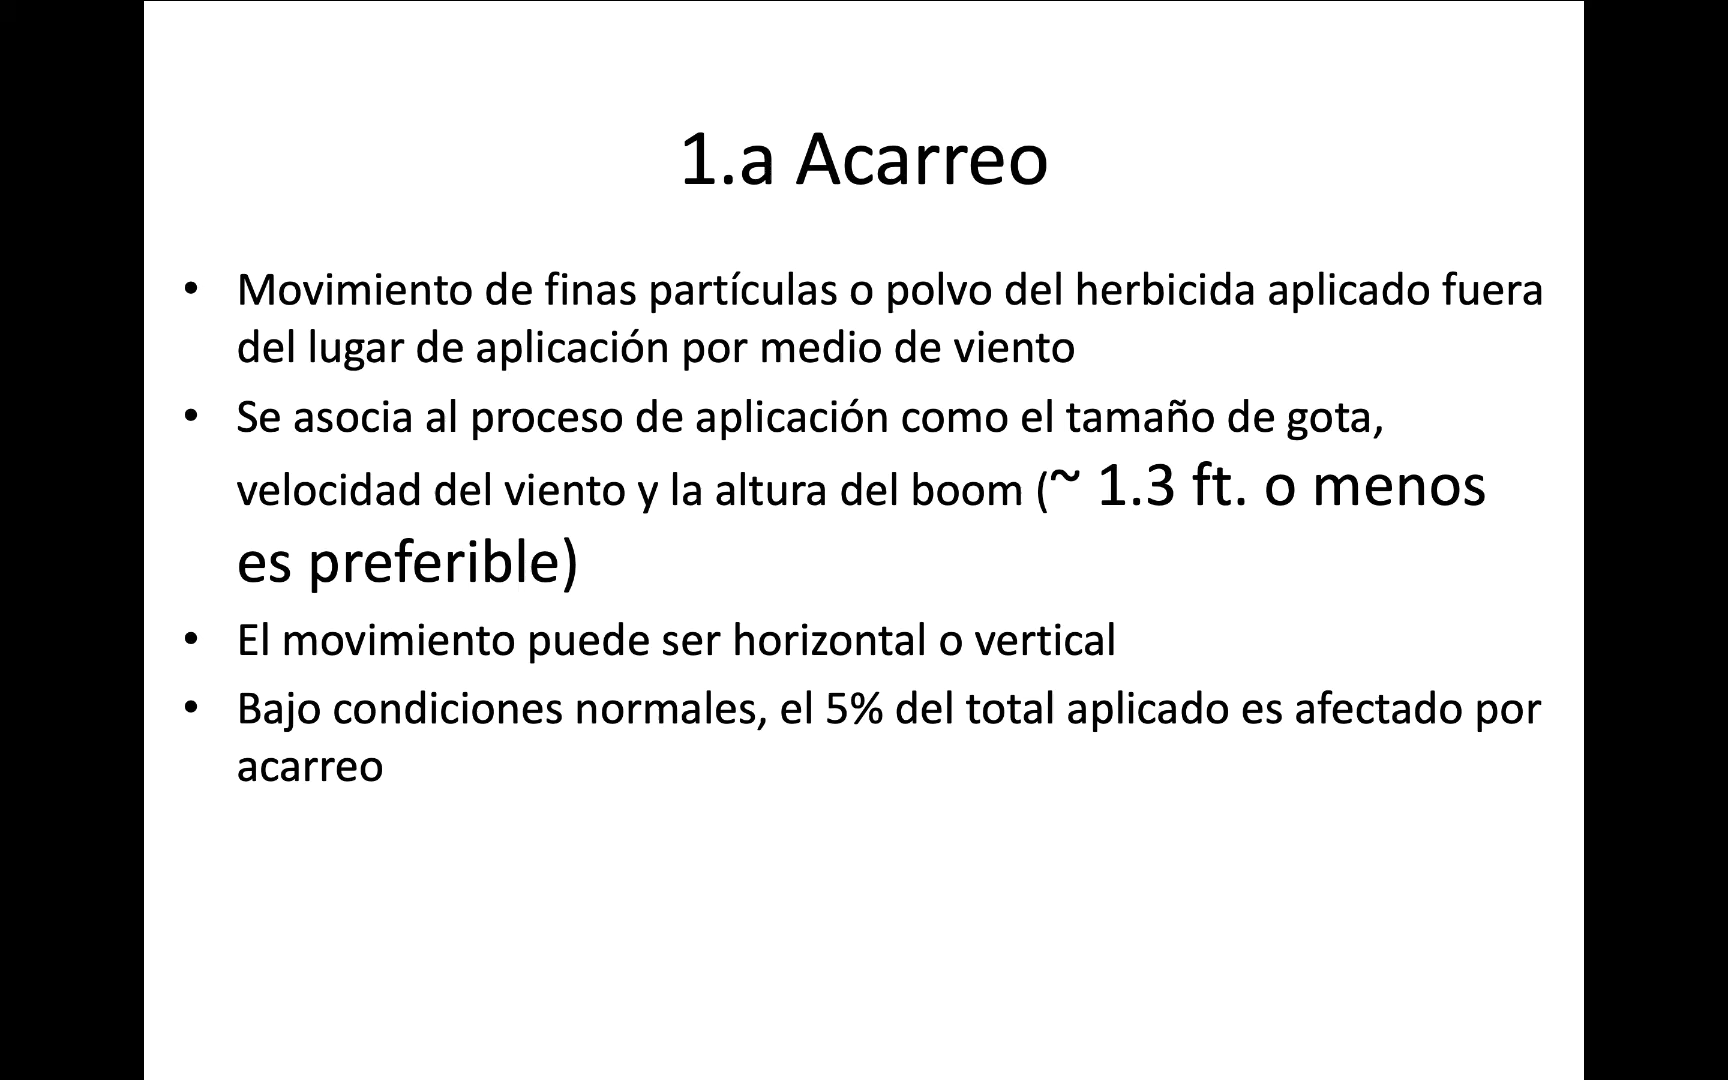 1.a Acarreo
• Movimiento de finas partículas o polvo del herbicida aplicado fuera
del lugar de aplicación por medio de viento
• Se asocia al proceso de aplicación como el tamaño de gota,
velocidad del viento y la altura del boom (~ 1.3 ft. o menos
es preferible)
• El movimiento puede ser horizontal o vertical
• Bajo condiciones normales, el 5% del total aplicado es afectado por
acarreo